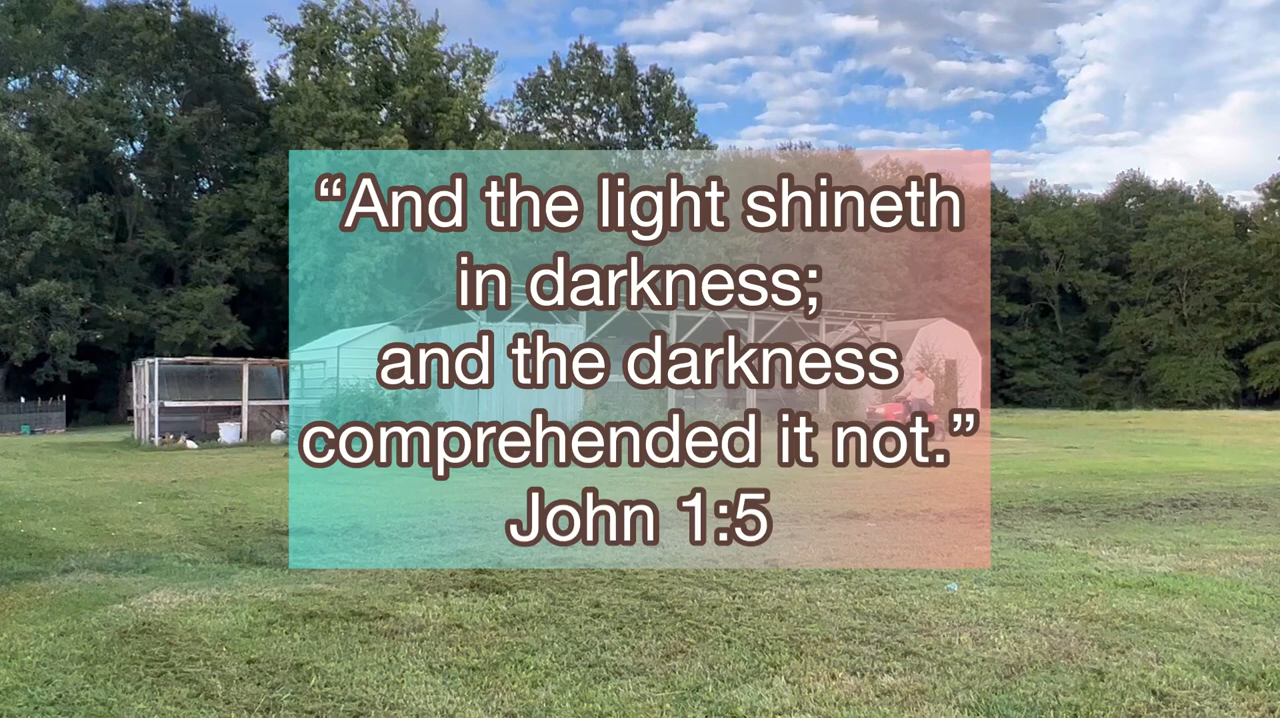 “And the light shineth
in darkness;
and the darkness
comprehended it not.”
John 1:5